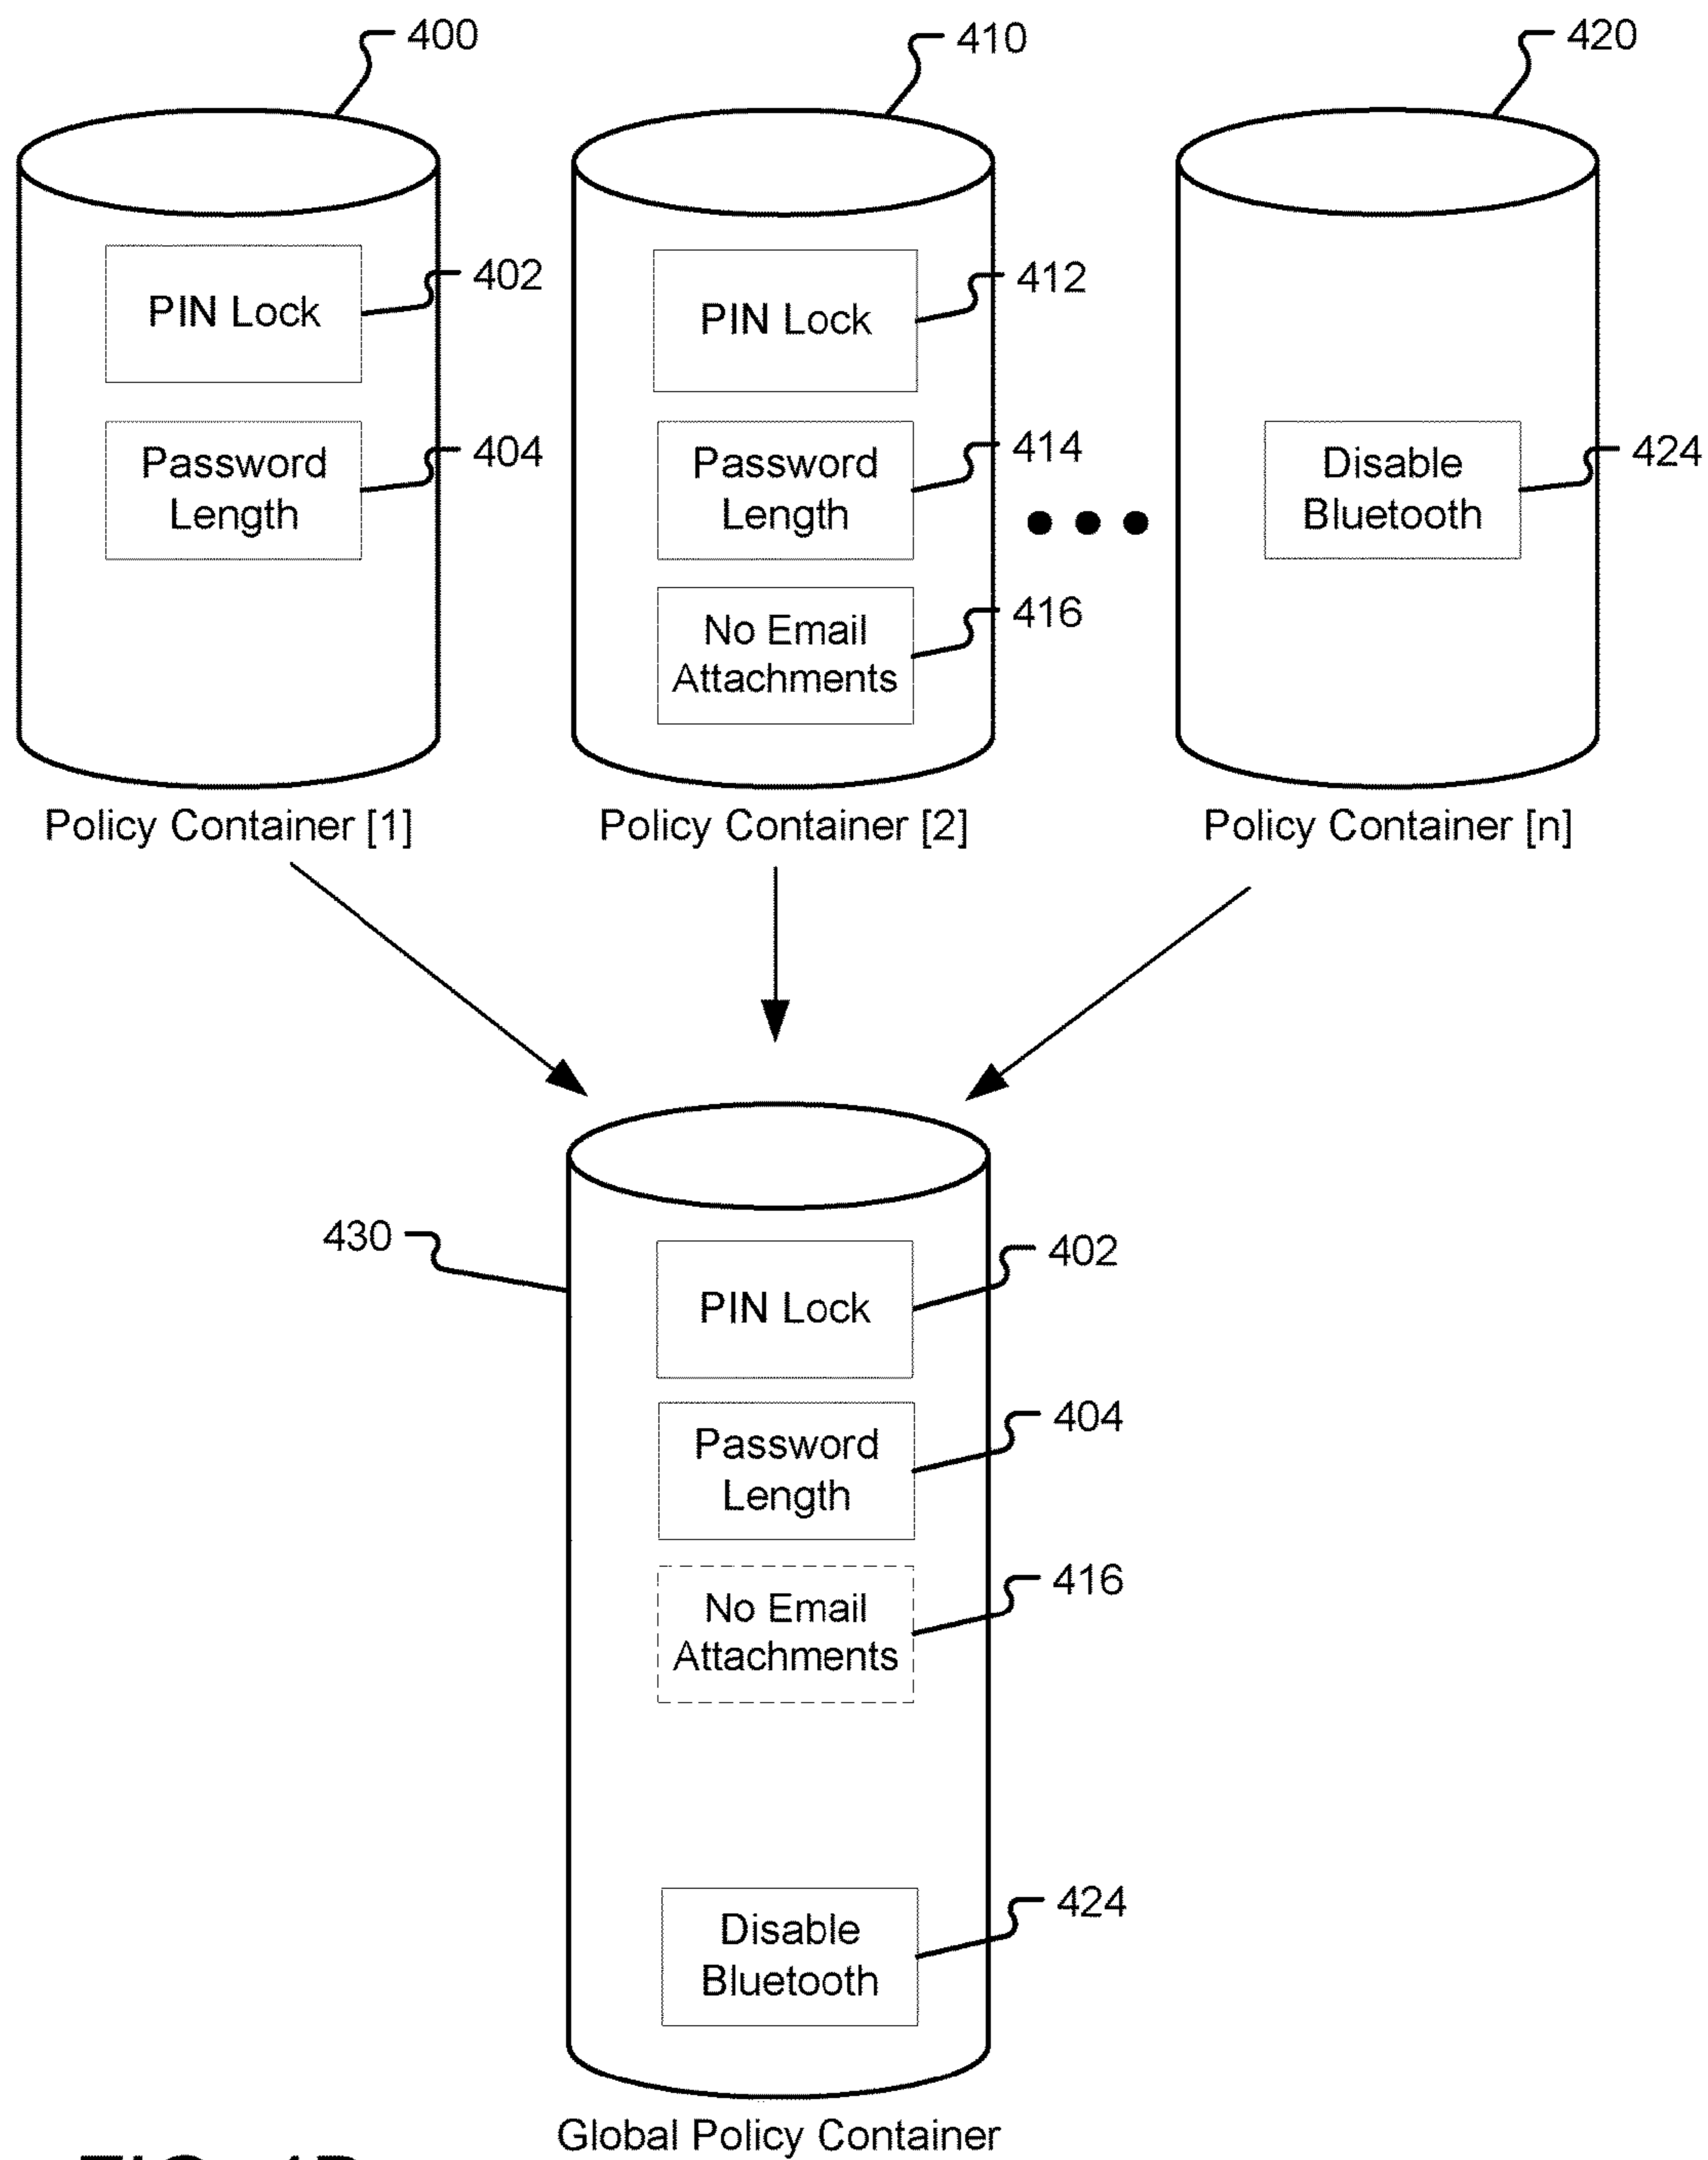 400
410
420
PIN Lock
402
PIN Lock
412
Password
Length
404
Password
Length
414
Disable
Bluetooth
424
No Email
Attachments
416
Policy Container [1]
Policy Container [2]
Policy Container [n]
430
PIN Lock
402
Password
Length
404
No Email
Attachments
416
Disable
Bluetooth
424
Global Policy Container